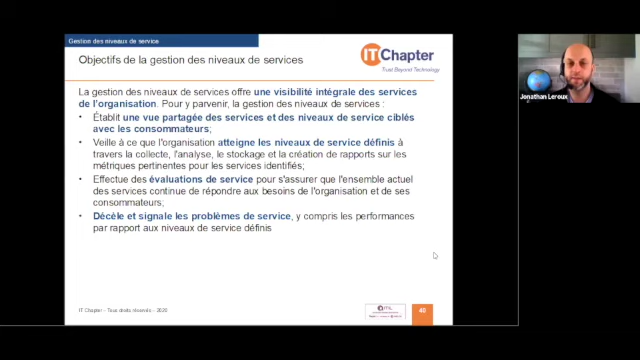 Gestion des niveaux de service
Objectifs de la gestion des niveaux de services
ITChapter
Trust Beyond Technology
La gestion des niveaux de services offre une visibilité intégrale des services
de l'organisation. Pour y parvenir, la gestion des niveaux de services :
• Établit une vue partagée des services et des niveaux de service ciblés
avec les consommateurs;
• Veille à ce que l'organisation atteigne les niveaux de service définis à
travers la collecte, l'analyse, le stockage et la création de rapports sur les
métriques pertinentes pour les services identifiés;
• Effectue des évaluations de service pour s'assurer que l'ensemble actuel
des services continue de répondre aux besoins de l'organisation et de ses
consommateurs;
• Décèle et signale les problèmes de service, y compris les performances
par rapport aux niveaux de service définis
IT Chapter - Tous droits réservés - 2020
ITIL
48
Jonathan Leroux